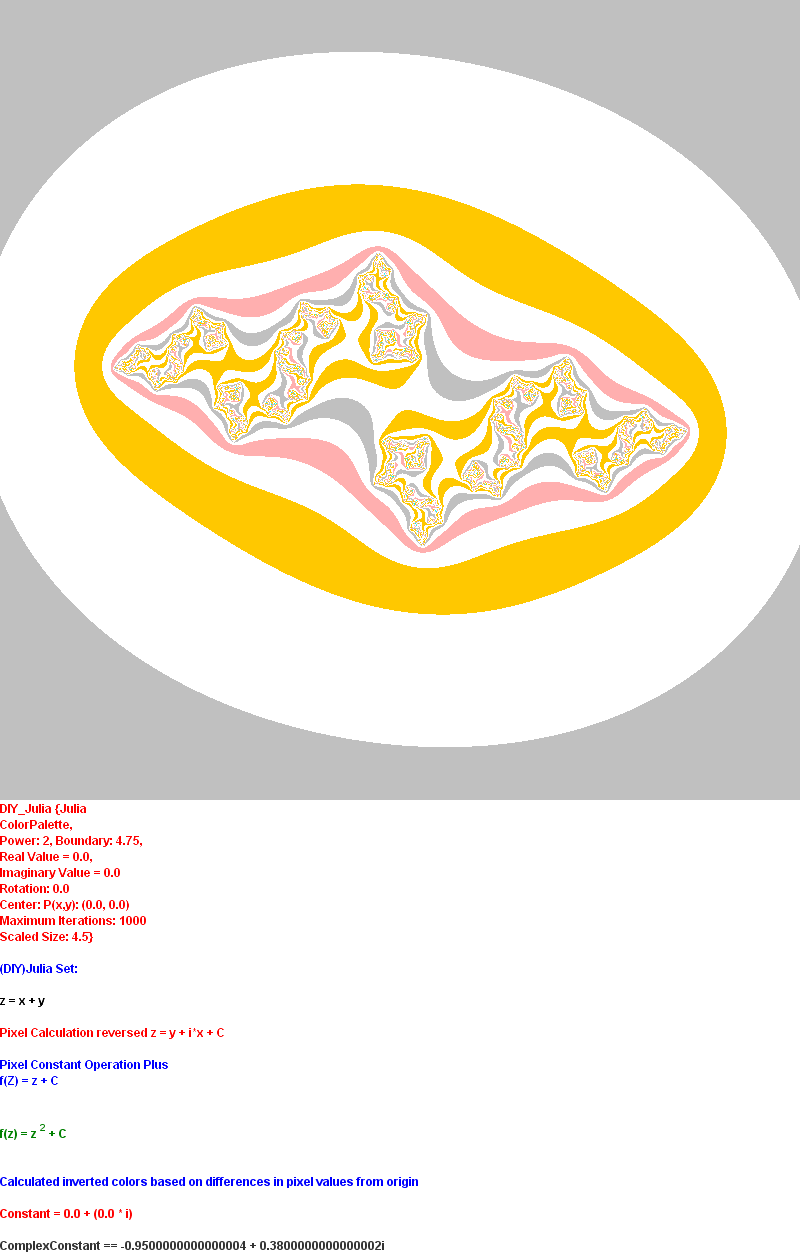 DIY_Julia {Julia
ColorPalette,
Power: 2, Boundary: 4.75,
Real Value = 0.0,
Imaginary Value = 0.0
Rotation: 0.0
Center: P(x,y): (0.0, 0.0)
Maximum Iterations: 1000
Scaled Size: 4.5}
(DIY)Julia Set:
z = x + y
Pixel Calculation reversed z = y + i*x + C
Pixel Constant Operation Plus
f(Z) = z + C
f(z) = z 2 + C
Calculated inverted colors based on differences in pixel values from origin
Constant = 0.0 + (0.0 * i)
ComplexConstant == -0.9500000000000004 + 0.3800000000000002i